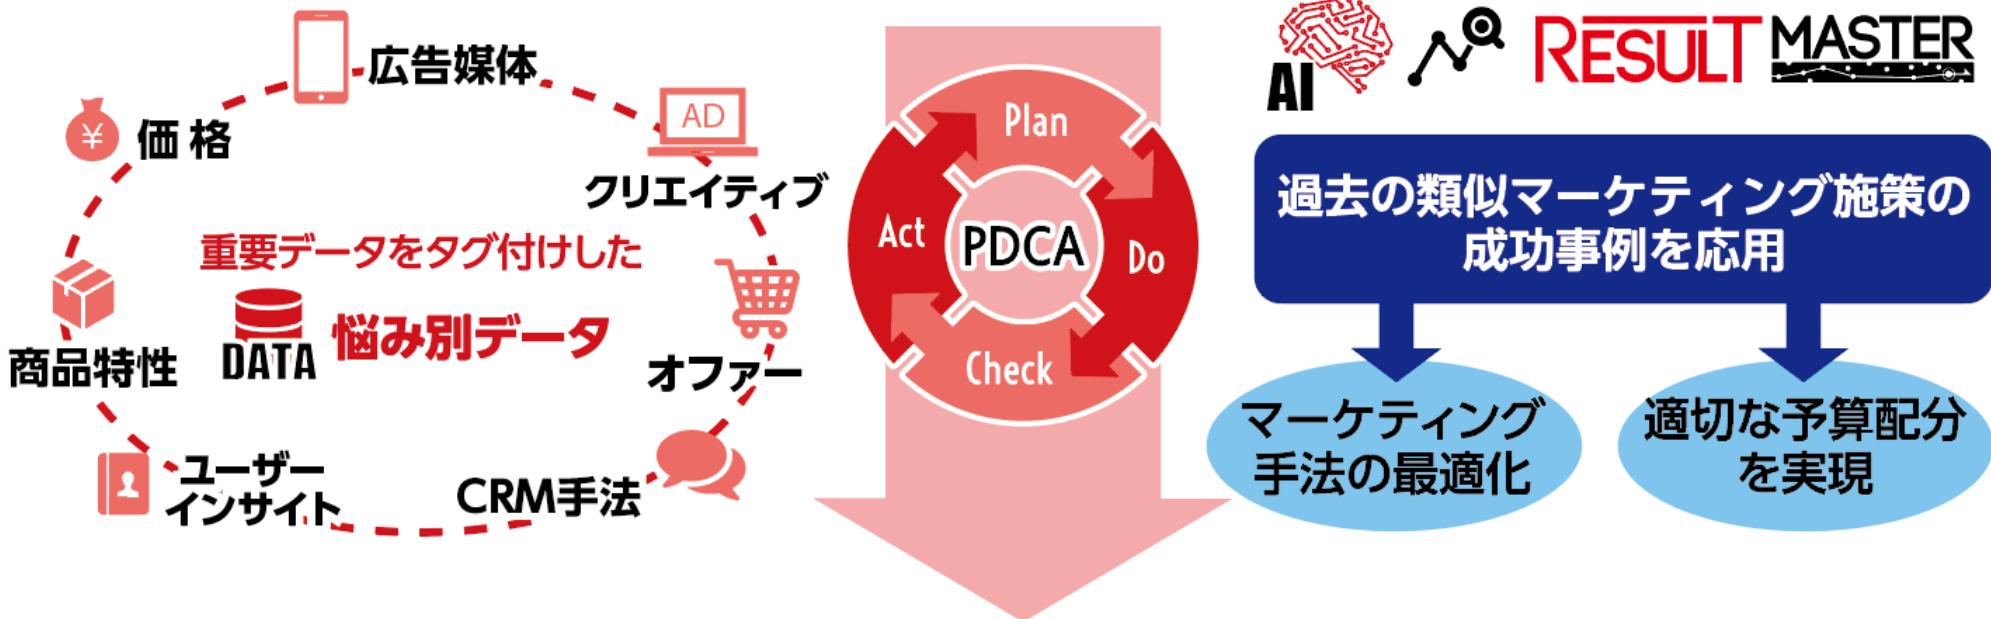 広告媒体
¥
価格
AD
クリエイティブ
重要データをタグ付けした
DATA
悩み別データ
商品特性
オファー
ユーザー
インサイト
CRM手法
Plan
Act
PDCA
Do
Check
AI
RESULT MASTER
過去の類似マーケティング施策の
成功事例を応用
マーケティング
手法の最適化
適切な予算配分
を実現